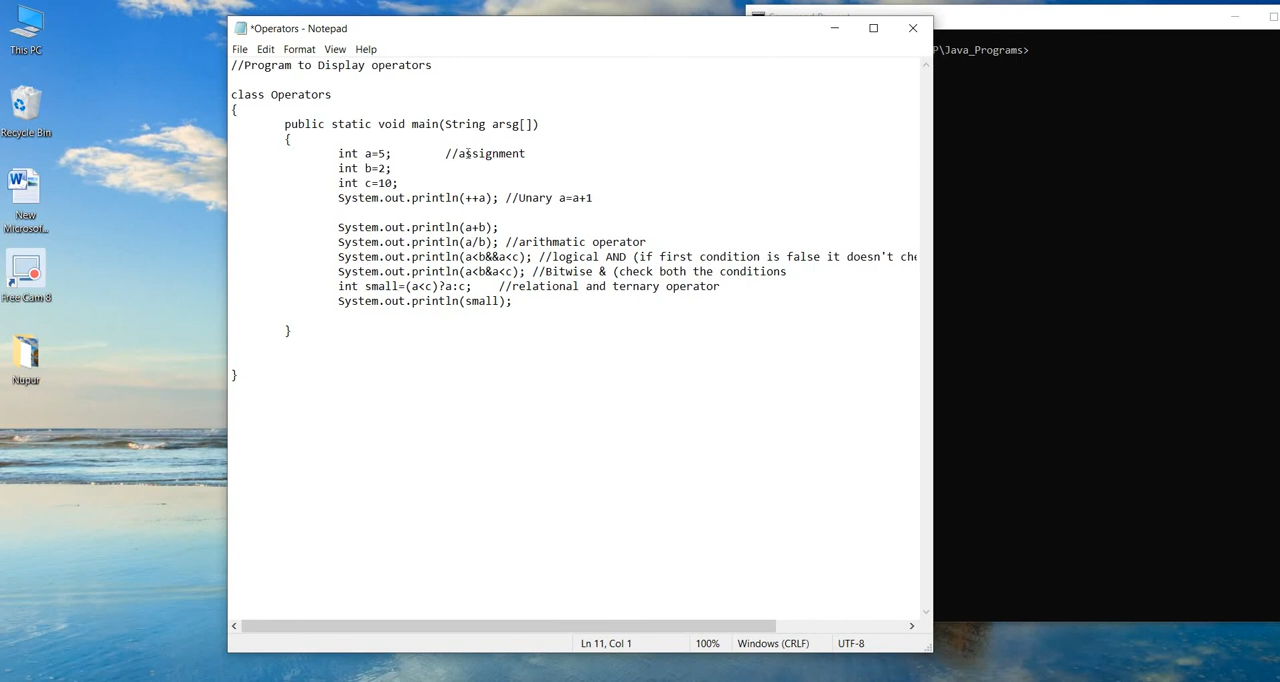 This PC
Recycle Bin
New
Microsof...
Free Cam 8
Nupur
*Operators - Notepad
File Edit Format View Help
//Program to Display operators
class Operators
{
public static void main(String arsg[])
{
int a=5; //assignment
int b=2;
int c=10;
System.out.println(++a); //Unary a=a+1
System.out.println(a+b);
System.out.println(a/b); //arithmatic operator
System.out.println(a<b&&a<c); //logical AND (if first condition is false it doesn't che
System.out.println(a<b&a<c); //Bitwise & (check both the conditions
int small=(a<c)?a:c; //relational and ternary operator
System.out.println(small);
}
}
Ln 11, Col 1 100% Windows (CRLF) UTF-8
P\Java_Programs>